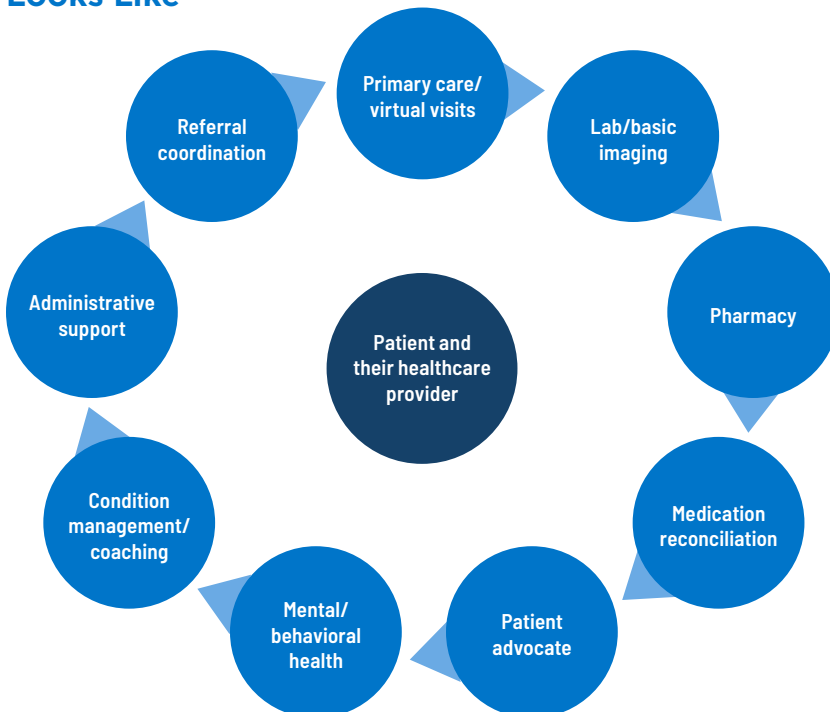 Looks Like
Primary care/
virtual visits
Lab/basic
imaging
Pharmacy
Medication
reconciliation
Patient
advocate
Mental/
behavioral
health
Condition
management/
coaching
Administrative
support
Referral
coordination
Patient and
their healthcare
provider